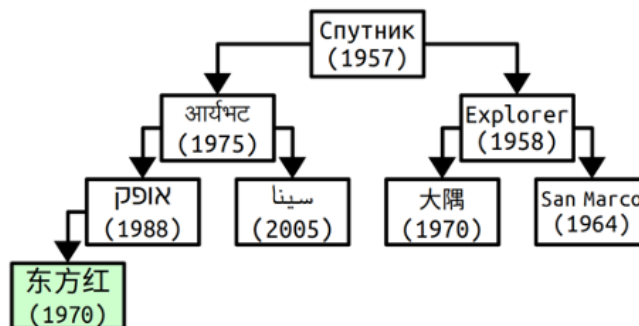 Спутник
(1957)
आर्यभट
(1975)
Explorer
(1958)
אופק
(1988)
سينا
(2005)
大隅
(1970)
San Marco
(1964)
东方红
(1970)